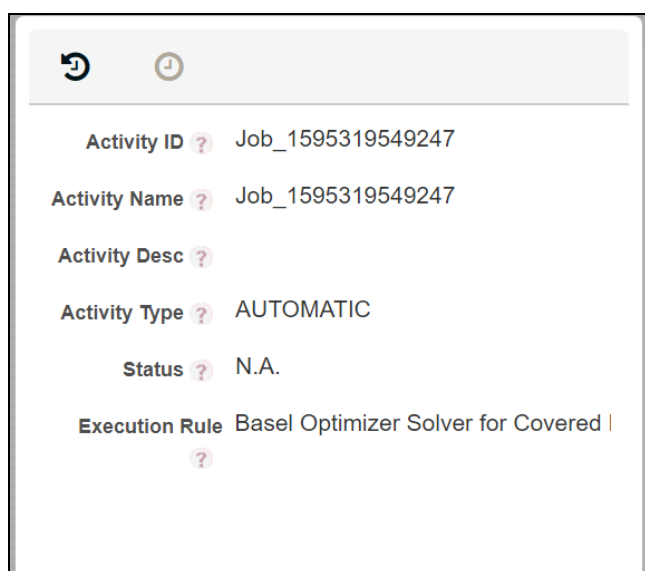 Activity ID ? Job_1595319549247
Activity Name ? Job_1595319549247
Activity Desc ?
Activity Type ? AUTOMATIC
Status ? N.A.
Execution Rule Basel Optimizer Solver for Covered
?